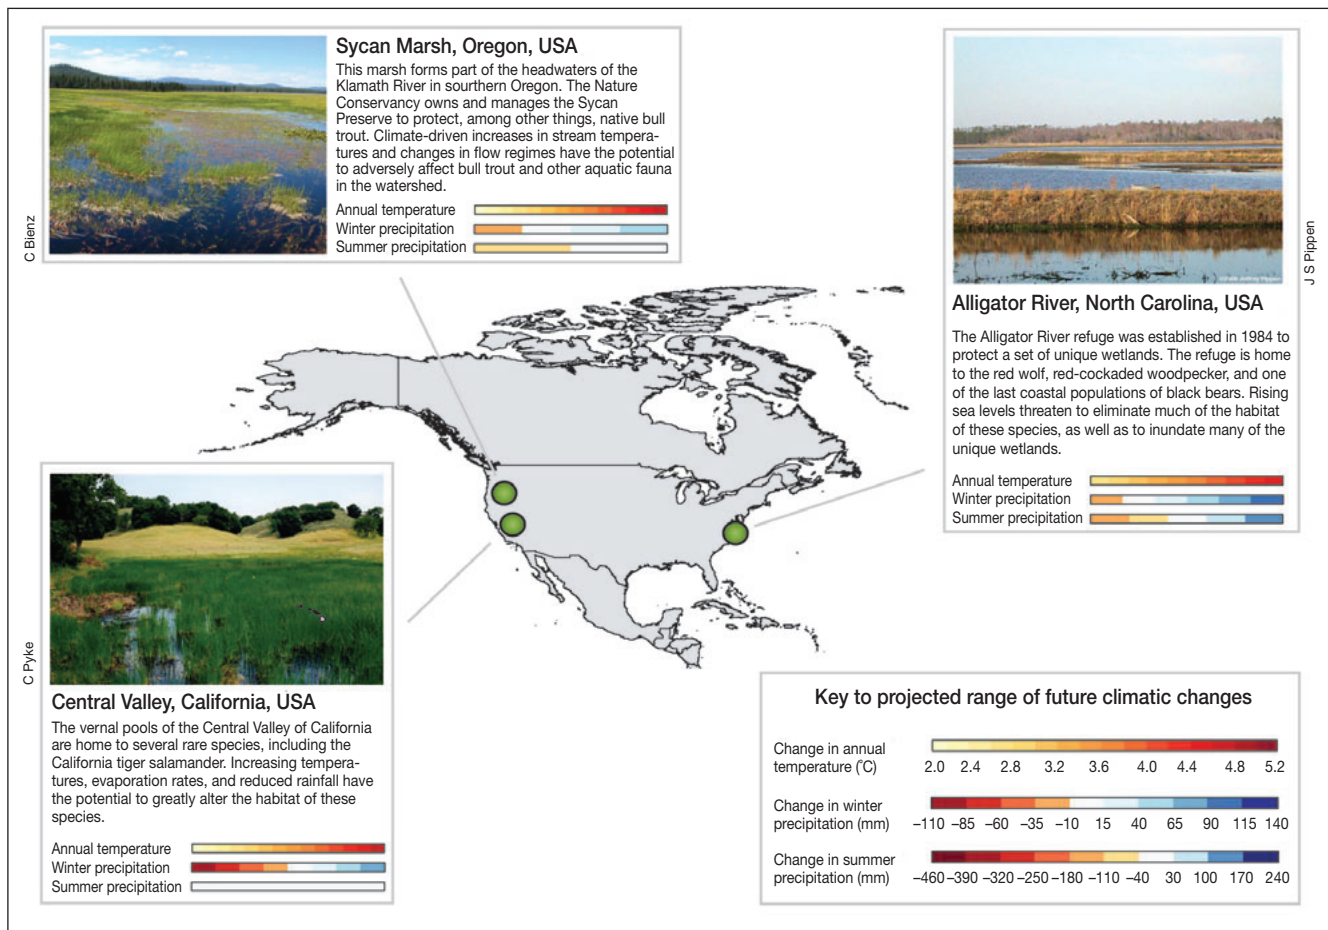 Sycan Marsh, Oregon, USA
This marsh forms part of the headwaters of the
Klamath River in sourthern Oregon. The Nature
Conservancy owns and manages the Sycan
Preserve to protect, among other things, native bull
trout. Climate-driven increases in stream tempera-
tures and changes in flow regimes have the potential
to adversely affect bull trout and other aquatic fauna
in the watershed.
Annual temperature
Winter precipitation
Summer precipitation
C Bienz
J S Pippen
Alligator River, North Carolina, USA
The Alligator River refuge was established in 1984 to
protect a set of unique wetlands. The refuge is home
to the red wolf, red-cockaded woodpecker, and one
of the last coastal populations of black bears. Rising
sea levels threaten to eliminate much of the habitat
of these species, as well as to inundate many of the
unique wetlands.
Annual temperature
Winter precipitation
Summer precipitation
C Pyke
Central Valley, California, USA
The vernal pools of the Central Valley of California
are home to several rare species, including the
California tiger salamander. Increasing tempera-
tures, evaporation rates, and reduced rainfall have
the potential to greatly alter the habitat of these
species.
Annual temperature
Winter precipitation
Summer precipitation
Key to projected range of future climatic changes
Change in annual
temperature (˚C)
2.0 2.4 2.8 3.2 3.6 4.0 4.4 4.8 5.2
Change in winter
precipitation (mm)
–110 –85 –60 –35 –10 15 40 65 90 115 140
Change in summer
precipitation (mm)
–460 –390 –320 –250 –180 –110 –40 30 100 170 240